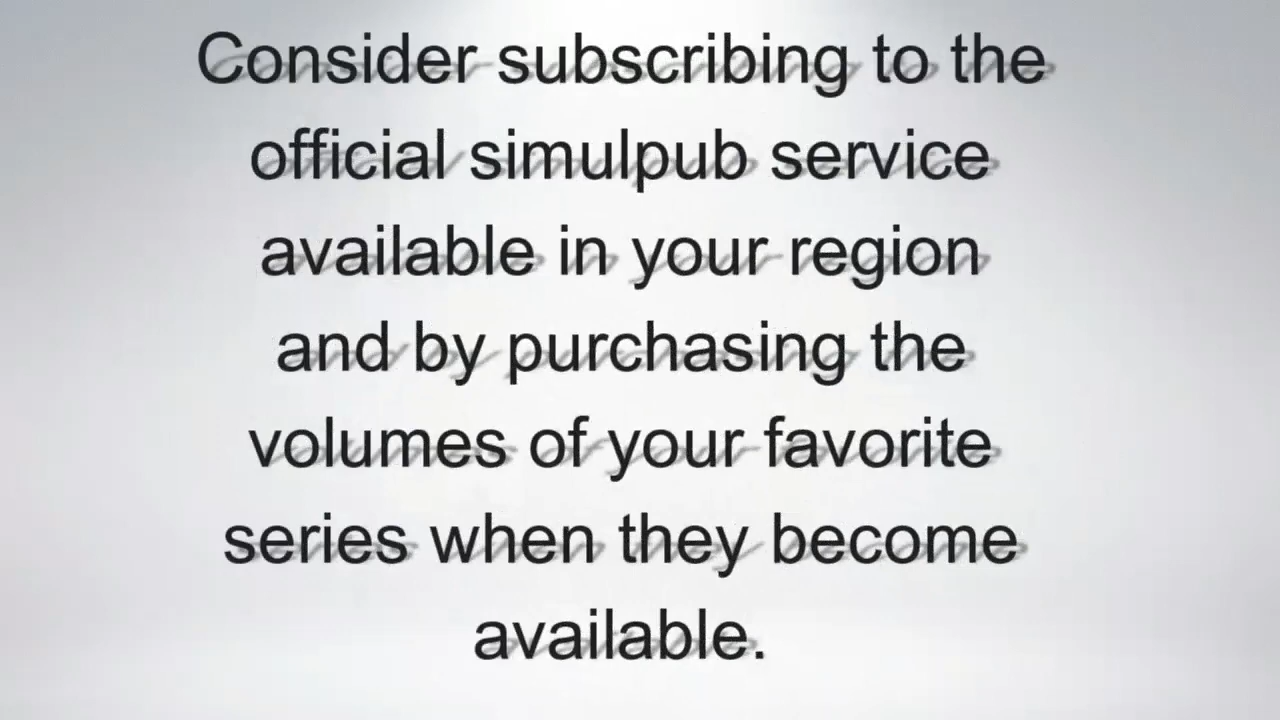 Consider subscribing to the
official simulpub service
available in your region
and by purchasing the
volumes of your favorite
series when they become
available.